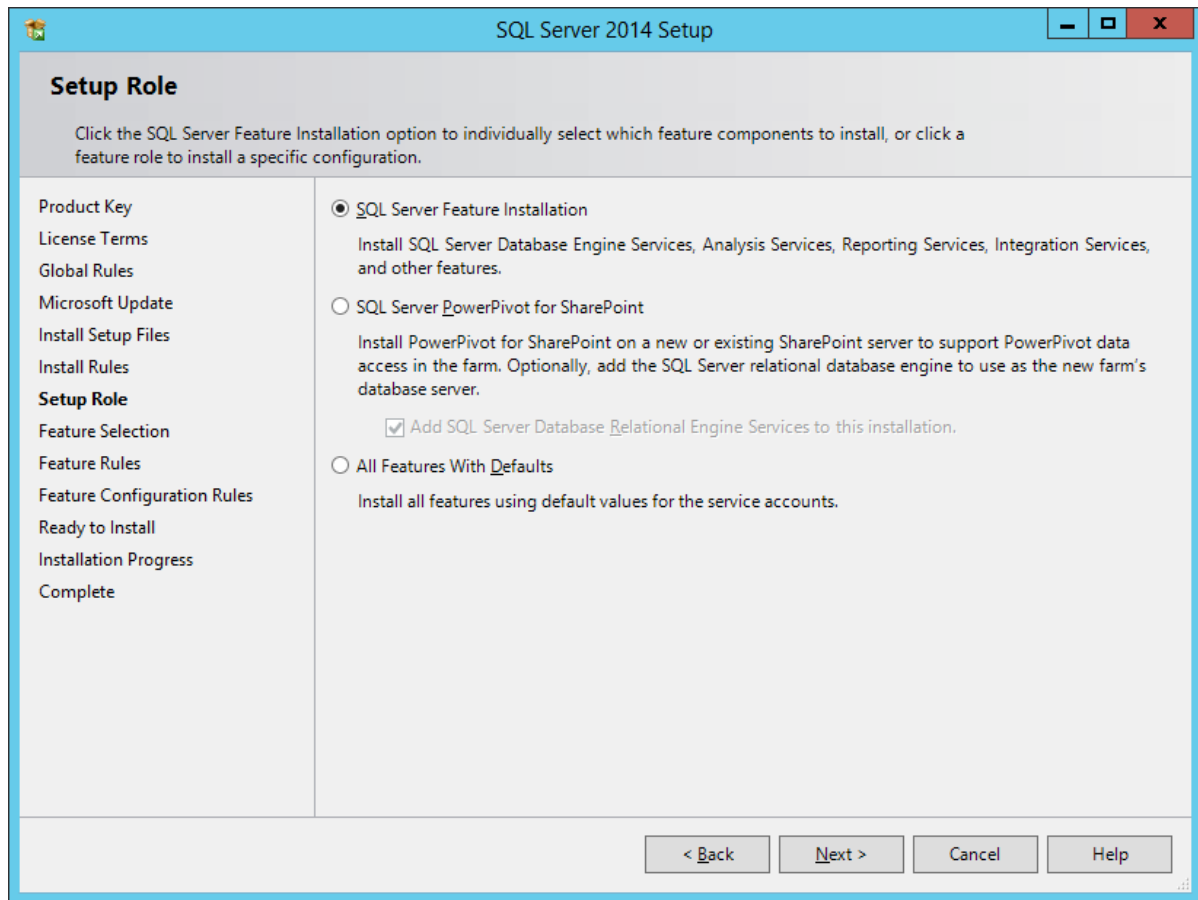 SQL Server 2014 Setup
Setup Role
Click the SQL Server Feature Installation option to individually select which feature components to install, or click a
feature role to install a specific configuration.
Product Key
License Terms
Global Rules
Microsoft Update
Install Setup Files
Install Rules
Setup Role
Feature Selection
Feature Rules
Feature Configuration Rules
Ready to Install
Installation Progress
Complete
SQL Server Feature Installation
Install SQL Server Database Engine Services, Analysis Services, Reporting Services, Integration Services,
and other features.
SQL Server PowerPivot for SharePoint
Install PowerPivot for SharePoint on a new or existing SharePoint server to support PowerPivot data
access in the farm. Optionally, add the SQL Server relational database engine to use as the new farm's
database server.
Add SQL Server Database Relational Engine Services to this installation.
All Features With Defaults
Install all features using default values for the service accounts.
< Back
Next >
Cancel
Help